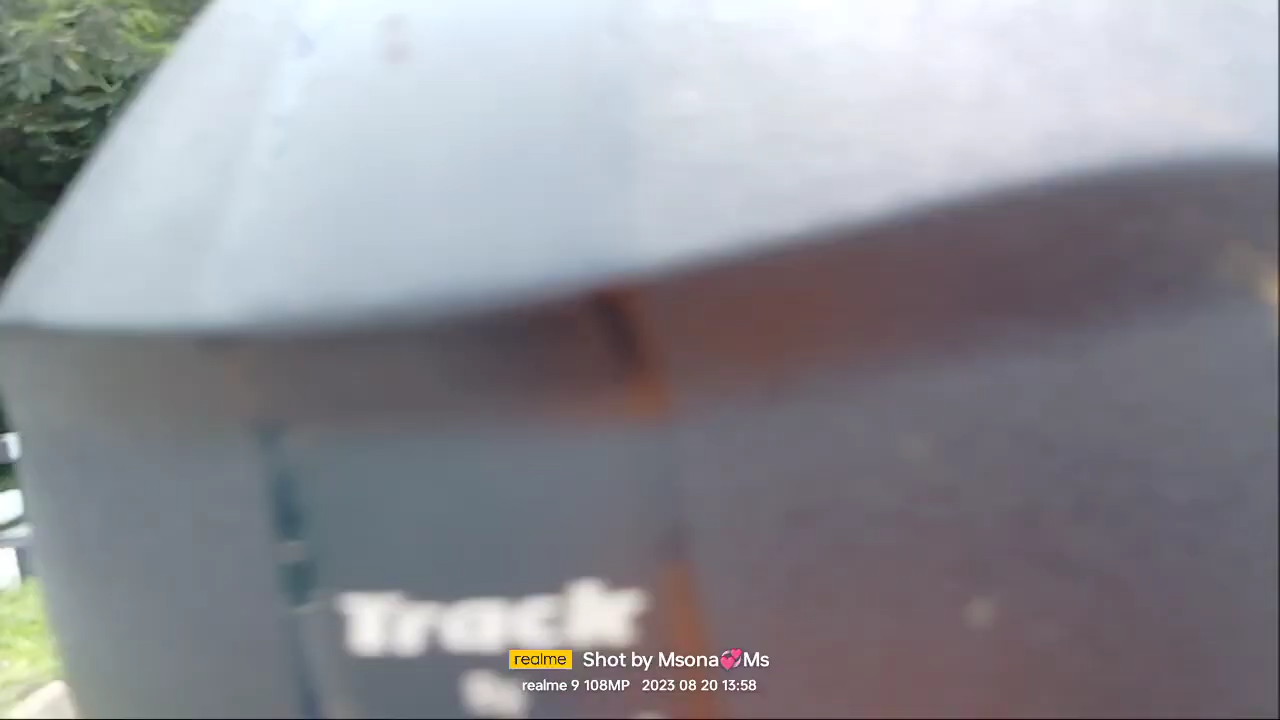 Track
realme Shot by Msona💞Ms
realme 9 108MP 2023 08 20 13:58